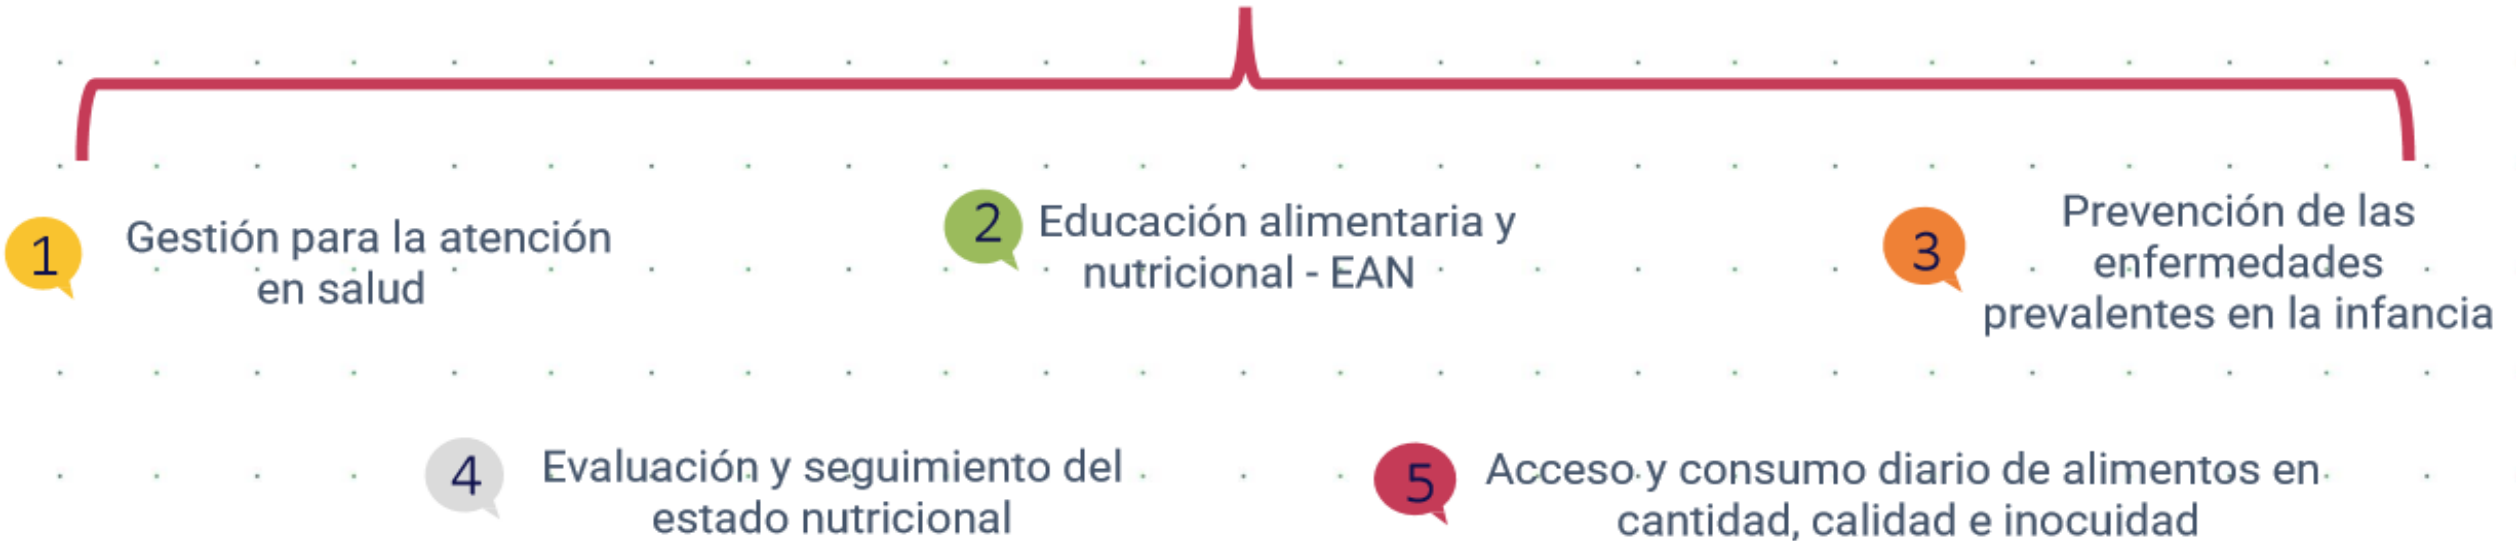 1
Gestión para la atención
en salud
2
Educación alimentaria y
nutricional - EAN
3
Prevención de las
enfermedades
prevalentes en la infancia
4
Evaluación y seguimiento del
estado nutricional
5
Acceso y consumo diario de alimentos en
cantidad, calidad e inocuidad